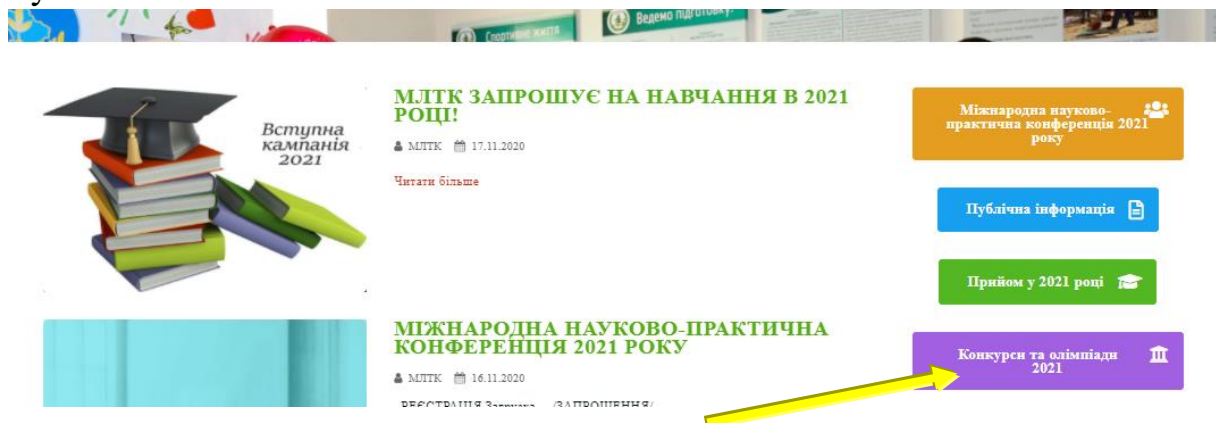 Спортивне життя
Ведемо підготовку:
Вступна
кампанія
2021
МЛТК ЗАПРОШУЄ НА НАВЧАННЯ В 2021
РОЦІ!
МЛТК 17.11.2020
Читати більше
МІЖНАРОДНА НАУКОВО-ПРАКТИЧНА
КОНФЕРЕНЦІЯ 2021 РОКУ
МЛТК 16.11.2020
РЕЄСТРАЦІЯ /ЗАПРОШЕННЯ/
Міжнародна науково-
практична конференція 2021
року
Публічна інформація
Прийом у 2021 році
Конкурси та олімпіади
2021